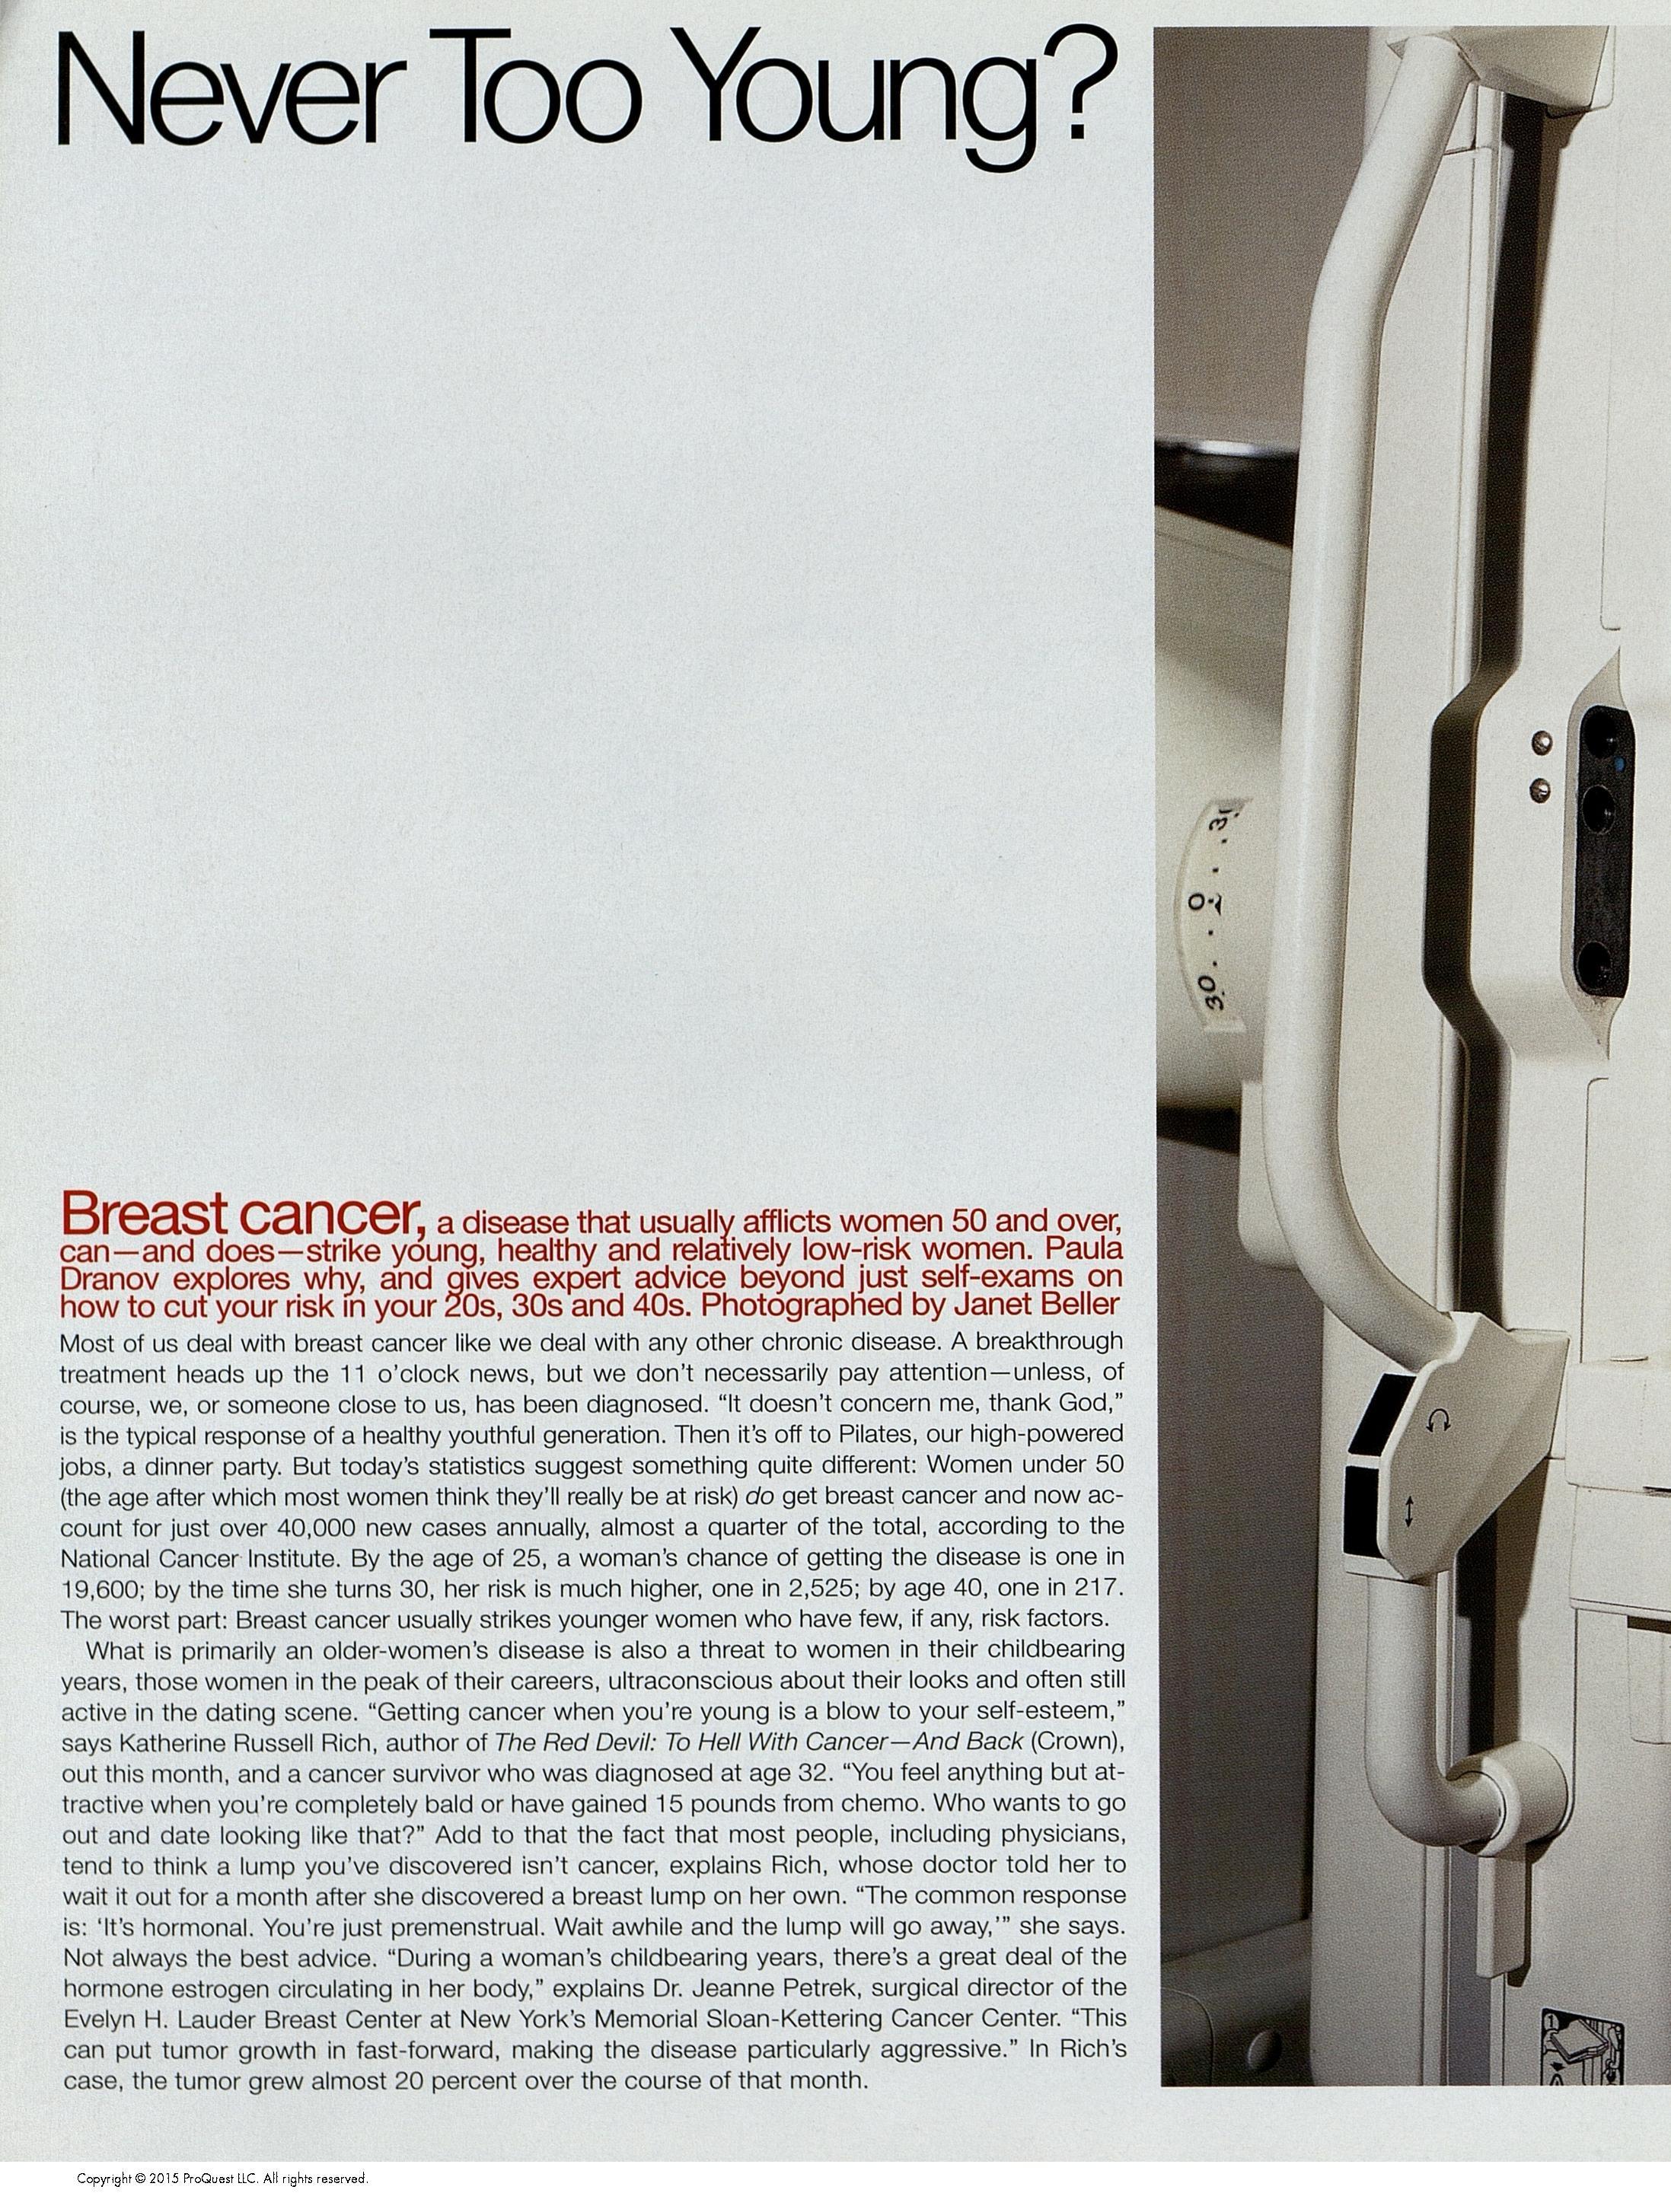 Never Too Young?
Breast cancer, a disease that usually afflicts women 50 and over,
can—and does—strike young, healthy and relatively low-risk women. Paula
Dranov explores why, and gives expert advice beyond just self-exams on
how to cut your risk in your 20s, 30s and 40s. Photographed by Janet Beller
Most of us deal with breast cancer like we deal with any other chronic disease. A breakthrough
treatment heads up the 11 o’clock news, but we don’t necessarily pay attention—unless, of
course, we, or someone close to us, has been diagnosed. “It doesn’t concern me, thank God,”
is the typical response of a healthy youthful generation. Then it’s off to Pilates, our high-powered
jobs, a dinner party. But today’s statistics suggest something quite different: Women under 50
(the age after which most women think they’ll really be at risk) do get breast cancer and now ac-
count for just over 40,000 new cases annually, almost a quarter of the total, according to the
National Cancer Institute. By the age of 25, a woman’s chance of getting the disease is one in
19,600; by the time she turns 30, her risk is much higher, one in 2,525; by age 40, one in 217.
The worst part: Breast cancer usually strikes younger women who have few, if any, risk factors.
What is primarily an older-women’s disease is also a threat to women in their childbearing
years, those women in the peak of their careers, ultraconscious about their looks and often still
active in the dating scene. “Getting cancer when you’re young is a blow to your self-esteem,”
says Katherine Russell Rich, author of The Red Devil: To Hell With Cancer—And Back (Crown),
out this month, and a cancer survivor who was diagnosed at age 32. “You feel anything but at-
tractive when you’re completely bald or have gained 15 pounds from chemo. Who wants to go
out and date looking like that?” Add to that the fact that most people, including physicians,
tend to think a lump you’ve discovered isn’t cancer, explains Rich, whose doctor told her to
wait it out for a month after she discovered a breast lump on her own. “The common response
is: ‘It’s hormonal. You’re just premenstrual. Wait awhile and the lump will go away,’” she says.
Not always the best advice. “During a woman’s childbearing years, there’s a great deal of the
hormone estrogen circulating in her body,” explains Dr. Jeanne Petrek, surgical director of the
Evelyn H. Lauder Breast Center at New York’s Memorial Sloan-Kettering Cancer Center. “This
can put tumor growth in fast-forward, making the disease particularly aggressive.” In Rich’s
case, the tumor grew almost 20 percent over the course of that month.
30 . . 0 . . 30
1
Copyright © 2015 ProQuest LLC. All rights reserved.